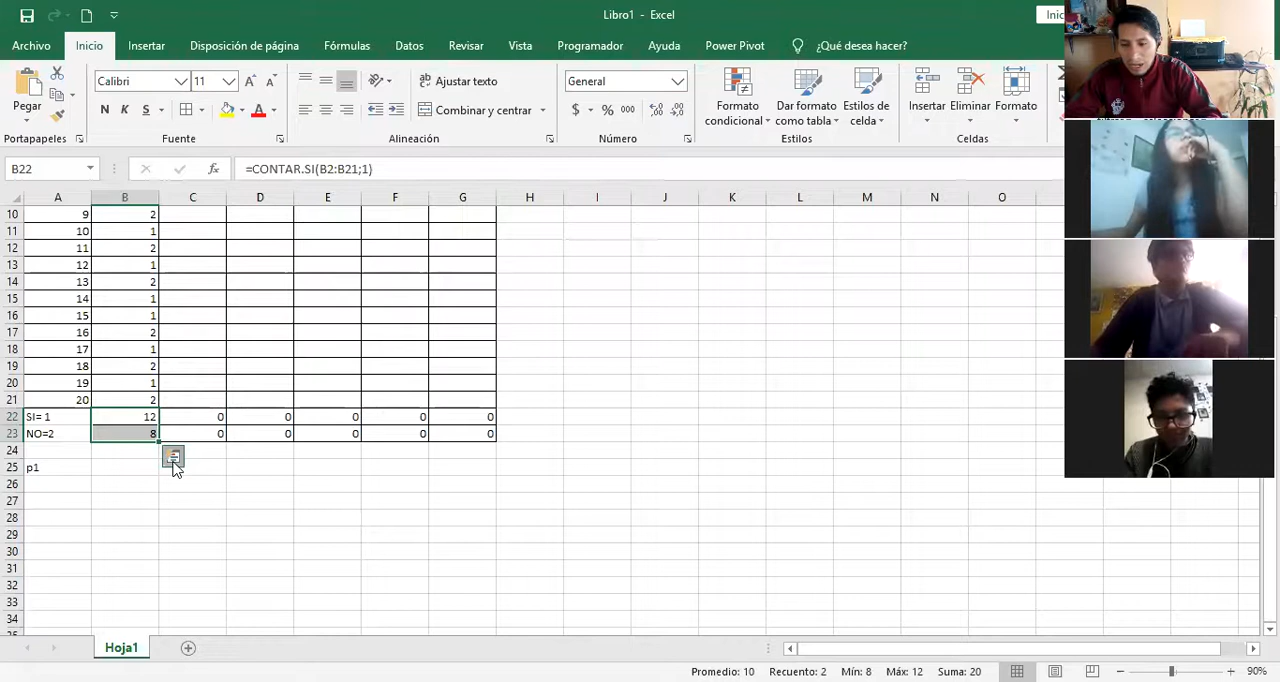 Libro1 - Excel
Inic
Archivo Inicio Insertar Disposición de página Fórmulas Datos Revisar Vista Programador Ayuda Power Pivot ¿Qué desea hacer?
Pegar
Calibri 11 A A
N K S A
Ajustar texto
Combinar y centrar
General
$ % 000
Formato condicional
Dar formato como tabla
Estilos de celda
Insertar Eliminar Formato
Portapapeles Fuente Alineación Número Estilos Celdas
B22 fx =CONTAR.SI(B2:B21;1)
A B C D E F G H I J K L M N O
10 9 2
11 10 1
12 11 2
13 12 1
14 13 2
15 14 1
16 15 1
17 16 2
18 17 1
19 18 2
20 19 1
21 20 2
22 SI= 1 12 0 0 0 0 0
23 NO=2 8 0 0 0 0 0
24
25 p1
26
27
28
29
30
31
32
33
34
Hoja1
Promedio: 10 Recuento: 2 Mín: 8 Máx: 12 Suma: 20 90%